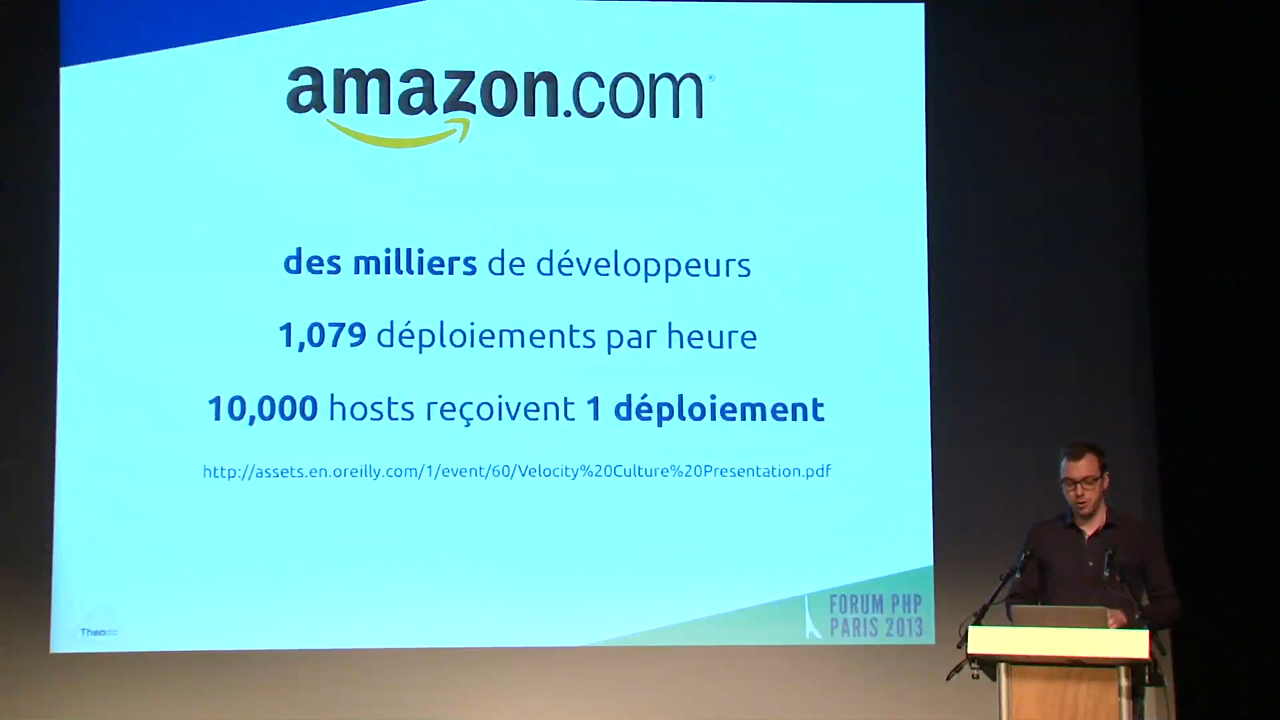 amazon.com
des milliers de développeurs
1,079 déploiements par heure
10,000 hosts reçoivent 1 déploiement
http://assets.en.oreilly.com/1/event/60/Velocity%20Culture%20Presentation.pdf
Theodo
FORUM PHP
PARIS 2013